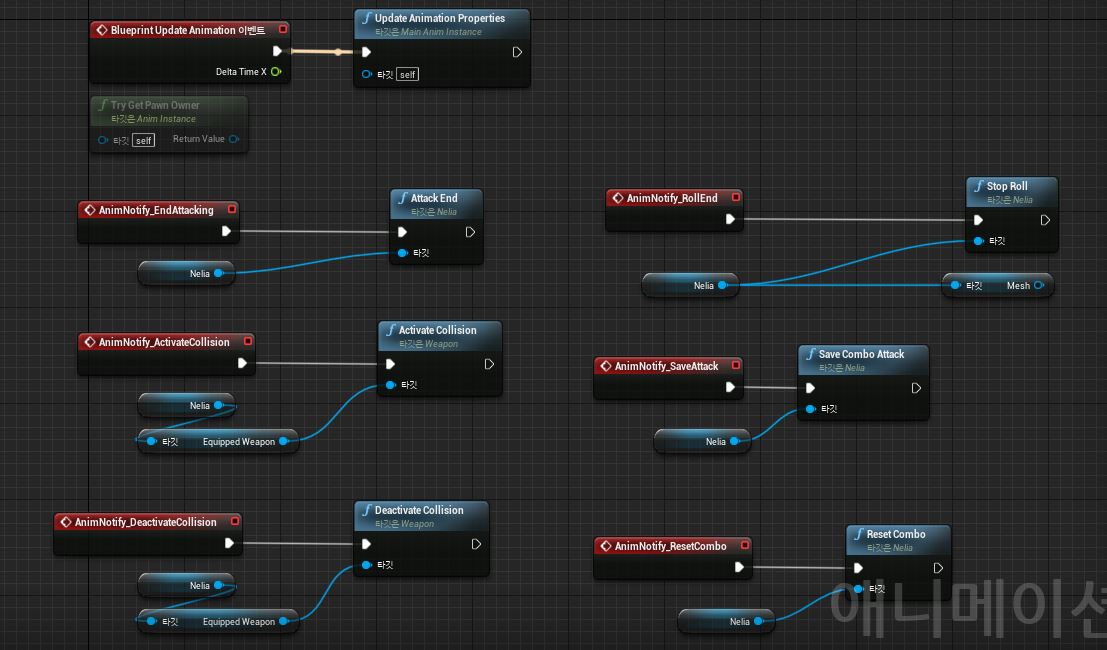 Blueprint Update Animation 이벤트
Delta Time X
Update Animation Properties
타깃은 Main Anim Instance
타깃 self
Try Get Pawn Owner
타깃은 Anim Instance
타깃 self Return Value
AnimNotify_EndAttacking
Attack End
타깃은 Nelia
타깃
Nelia
AnimNotify_RollEnd
Stop Roll
타깃은 Nelia
타깃
Nelia
타깃 Mesh
AnimNotify_ActivateCollision
Activate Collision
타깃은 Weapon
타깃
Nelia
타깃 Equipped Weapon
AnimNotify_SaveAttack
Save Combo Attack
타깃은 Nelia
타깃
Nelia
AnimNotify_DeactivateCollision
Deactivate Collision
타깃은 Weapon
타깃
Nelia
타깃 Equipped Weapon
AnimNotify_ResetCombo
Reset Combo
타깃은 Nelia
타깃
Nelia
애니메이션